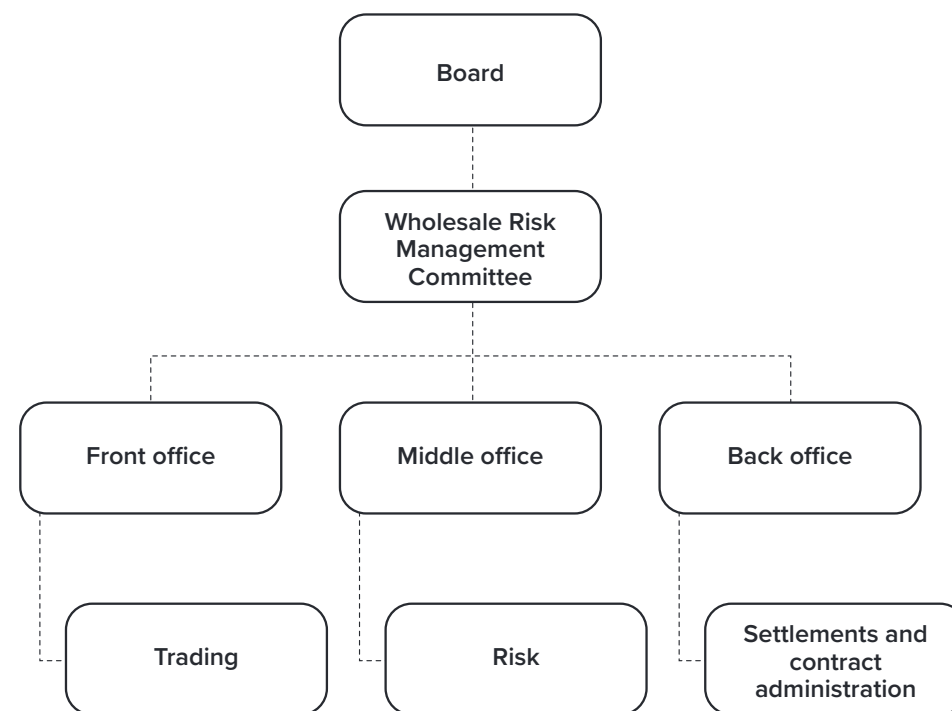 Board
Wholesale Risk
Management
Committee
Front office
Middle office
Back office
Trading
Risk
Settlements and
contract
administration